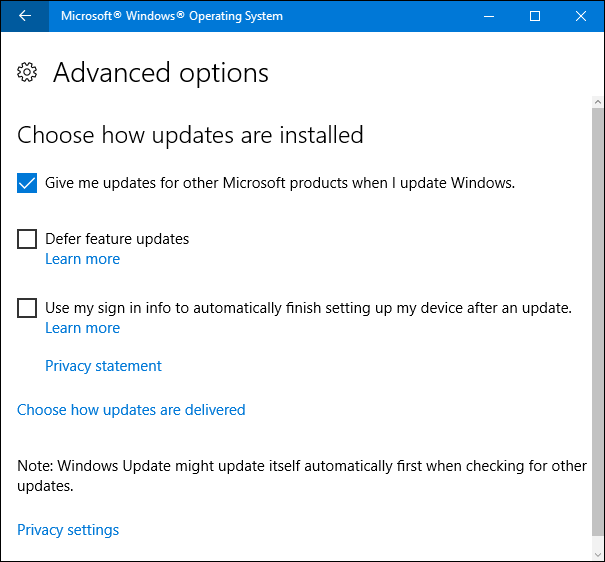 Microsoft® Windows® Operating System
Advanced options
Choose how updates are installed
Give me updates for other Microsoft products when I update Windows.
Defer feature updates
Learn more
Use my sign in info to automatically finish setting up my device after an update.
Learn more
Privacy statement
Choose how updates are delivered
Note: Windows Update might update itself automatically first when checking for other
updates.
Privacy settings